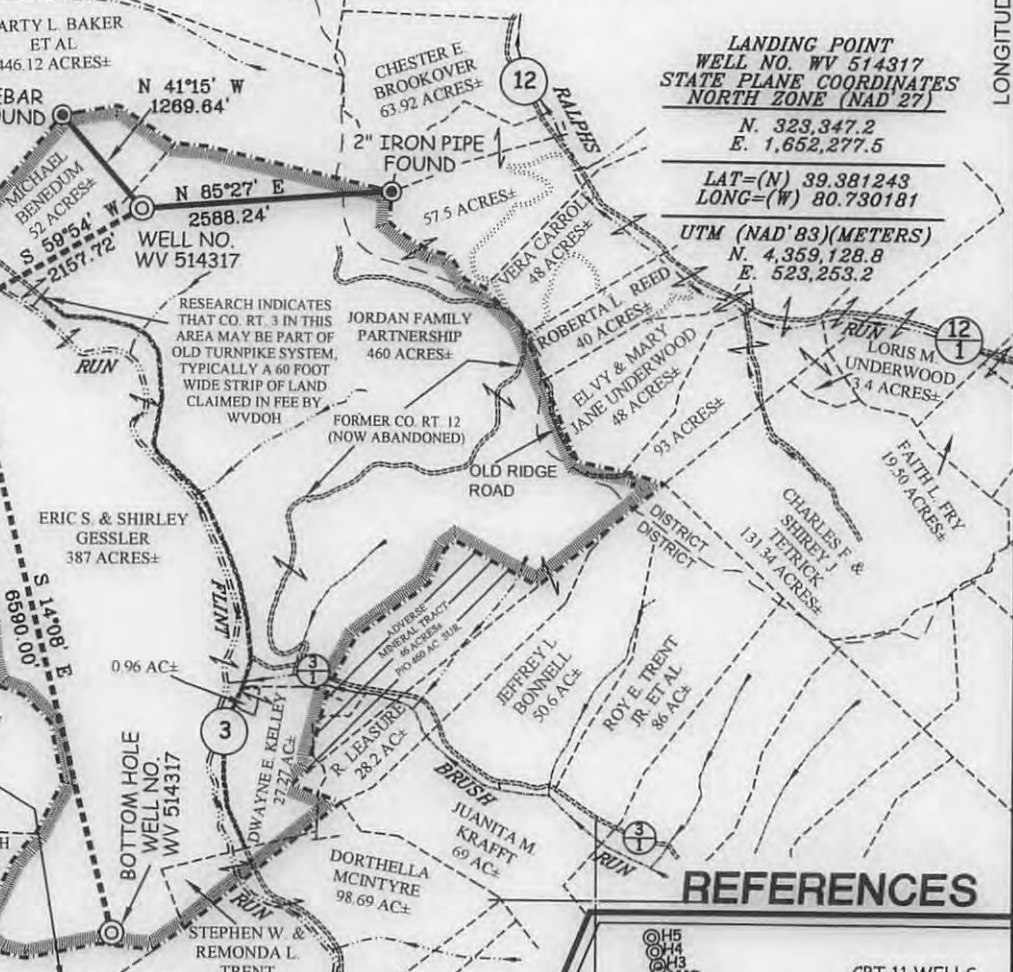 ARTY L. BAKER
ET AL
446.12 ACRES±
EBAR
UND
N 41°15' W
1269.64'
CHESTER E.
BROOKOVER
63.92 ACRES±
12
RALPHS
LANDING POINT
WELL NO. WV 514317
STATE PLANE COORDINATES
NORTH ZONE (NAD'27)
N. 323,347.2
E. 1,652,277.5
LAT=(N) 39.381243
LONG=(W) 80.730181
UTM (NAD'83)(METERS)
N. 4,359,128.8
E. 523,253.2
LONGITUD
2" IRON PIPE
FOUND
MICHAEL
BENEDUM
52 ACRES±
N 85°27' E
2588.24'
S 59°54' W
2157.72'
WELL NO.
WV 514317
57.5 ACRES±
VERA CARROLL
48 ACRES±
RESEARCH INDICATES
THAT CO. RT. 3 IN THIS
AREA MAY BE PART OF
OLD TURNPIKE SYSTEM,
TYPICALLY A 60 FOOT
WIDE STRIP OF LAND
CLAIMED IN FEE BY
WVDOH
RUN
JORDAN FAMILY
PARTNERSHIP
460 ACRES±
ROBERTA L. REED
40 ACRES±
ELVY & MARY
JANE UNDERWOOD
48 ACRES±
93 ACRES±
RUN
12
1
LORIS M.
UNDERWOOD
3.4 ACRES±
FAITH L. FRY
19.50 ACRES±
FORMER CO. RT. 12
(NOW ABANDONED)
OLD RIDGE
ROAD
DISTRICT
DISTRICT
CHARLES F. &
SHIREY J.
TETRICK
131.34 ACRES±
ERIC S. & SHIRLEY
GESSLER
387 ACRES±
FLINT
S 14°08' E
6590.00'
0.96 AC±
3
1
3
ADVERSE
MINERAL TRACT
46 ACRES±
P/O 460 AC. SUR.
JEFFREY L.
BONNELL
50.6 AC±
ROY E. TRENT
JR. ET AL
86 AC±
R. LEASURE
28.2 AC±
DWAYNE E. KELLEY
27.27 AC±
BOTTOM HOLE
WELL NO.
WV 514317
BRUSH
JUANITA M.
KRAFFT
69 AC±
3
1
RUN
H
DORTHELLA
MCINTYRE
98.69 AC±
RUN
STEPHEN W. &
REMONDA L.
TRENT
REFERENCES
H5
H4
H3